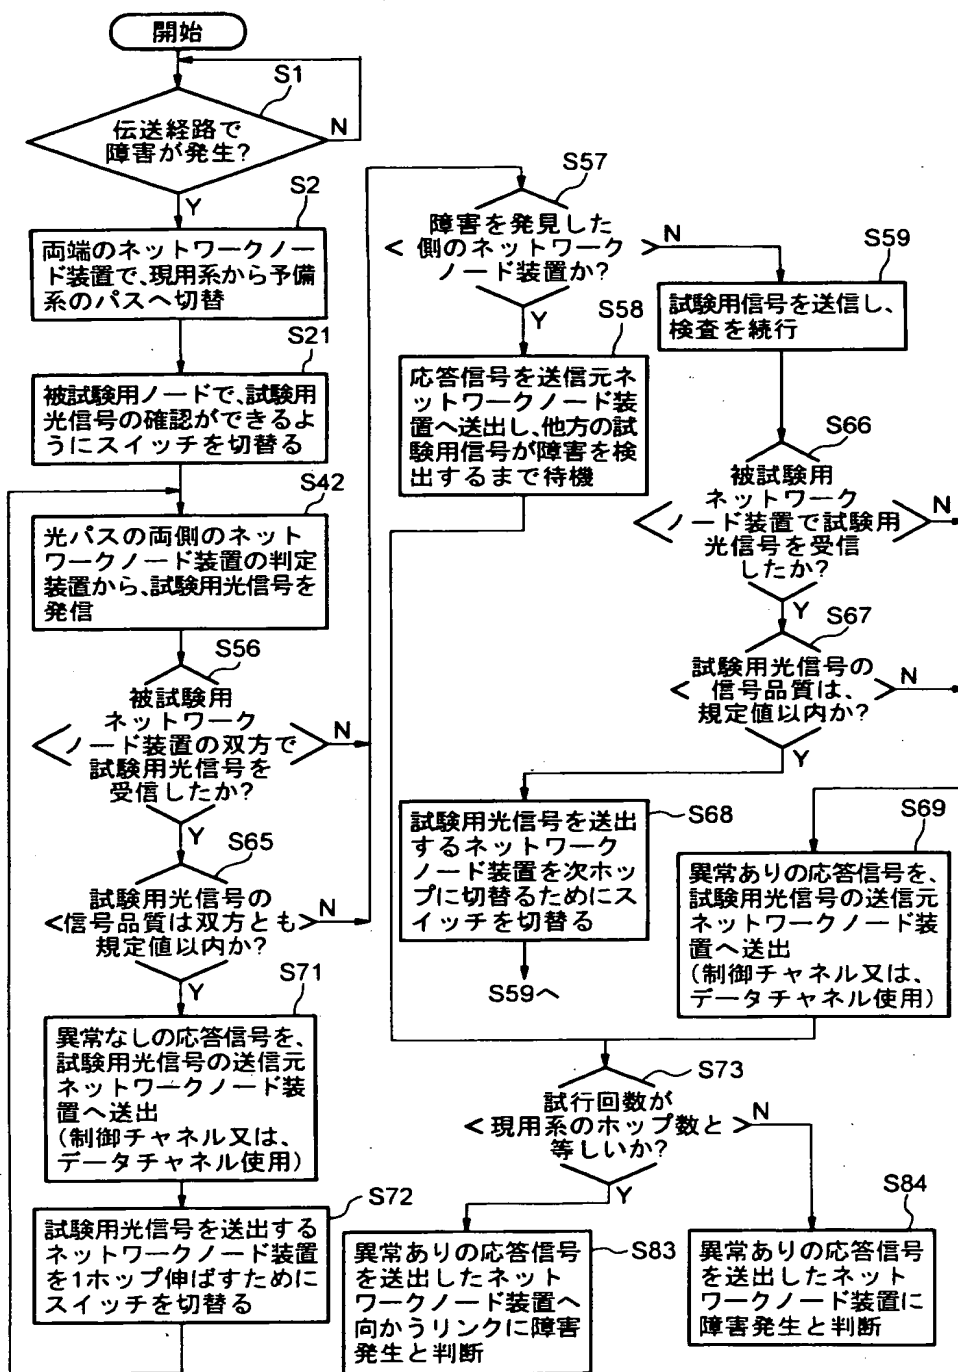 開始
S1
伝送経路で
障害が発生?
N
Y
S2
両端のネットワークノー
ド装置で、現用系から予備
系のパスへ切替
S21
被試験用ノードで、試験用
光信号の確認ができるよ
うにスイッチを切替る
S42
光パスの両側のネット
ワークノード装置の判定
装置から、試験用光信号を
発信
S56
被試験用
ネットワーク
ノード装置の双方で
試験用光信号を
受信したか?
N
Y
S65
試験用光信号の
信号品質は双方とも
規定値以内か?
N
Y
S71
異常なしの応答信号を、
試験用光信号の送信元
ネットワークノード装
置へ送出
(制御チャネル又は、
データチャネル使用)
S72
試験用光信号を送出する
ネットワークノード装置
を1ホップ伸ばすために
スイッチを切替る
S57
障害を発見した
側のネットワーク
ノード装置か?
N
Y
S58
応答信号を送信元ネ
ットワークノード装
置へ送出し、他方の試
験用信号が障害を検
出するまで待機
S59
試験用信号を送信し、
検査を続行
S66
被試験用
ネットワーク
ノード装置で試験用
光信号を受信
したか?
N
Y
S67
試験用光信号の
信号品質は、
規定値以内か?
N
Y
S68
試験用光信号を送出
するネットワーク
ノード装置を次ホッ
プに切替るためにス
イッチを切替る
S59へ
S69
異常ありの応答信号を、
試験用光信号の送信元
ネットワークノード装
置へ送出
(制御チャネル又は、
データチャネル使用)
S73
試行回数が
現用系のホップ数と
等しいか?
N
Y
S83
異常ありの応答信号
を送出したネット
ワークノード装置へ
向かうリンクに障害
発生と判断
S84
異常ありの応答信号
を送出したネット
ワークノード装置に
障害発生と判断